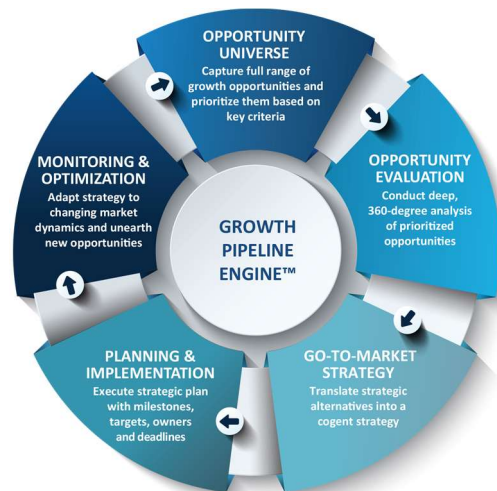 OPPORTUNITY
UNIVERSE
Capture full range of
growth opportunities and
prioritize them based on
key criteria
OPPORTUNITY
EVALUATION
Conduct deep,
360-degree analysis
of prioritized
opportunities
GO-TO-MARKET
STRATEGY
Translate strategic
alternatives into a
cogent strategy
PLANNING &
IMPLEMENTATION
Execute strategic plan
with milestones,
targets, owners
and deadlines
MONITORING &
OPTIMIZATION
Adapt strategy to
changing market
dynamics and unearth
new opportunities
GROWTH
PIPELINE
ENGINE™